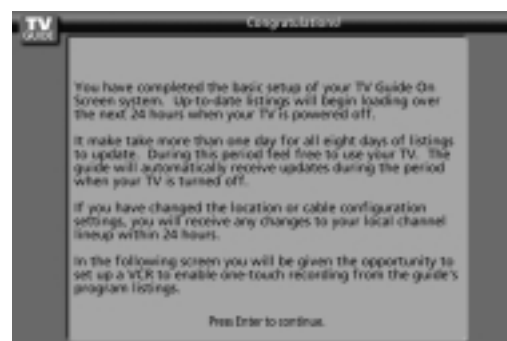 TV
GUIDE
Congratulations!
You have completed the basic setup of your TV Guide On
Screen system. Up-to-date listings will begin loading over
the next 24 hours when your TV is powered off.
It make take more than one day for all eight days of listings
to update. During this period feel free to use your TV. The
guide will automatically receive updates during the period
when your TV is turned off.
If you have changed the location or cable configuration
settings, you will receive any changes to your local channel
lineup within 24 hours.
In the following screen you will be given the opportunity to
set up a VCR to enable one-touch recording from the guide's
program listings.
Press Enter to continue.